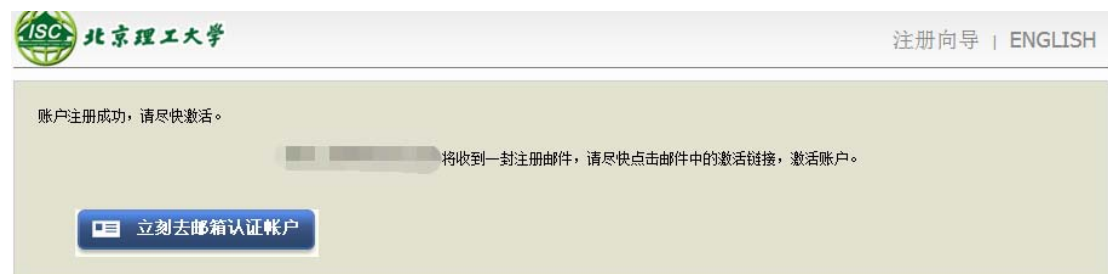 ISC 北京理工大学
注册向导 | ENGLISH
账户注册成功，请尽快激活。
将收到一封注册邮件，请尽快点击邮件中的激活链接，激活账户。
立刻去邮箱认证帐户